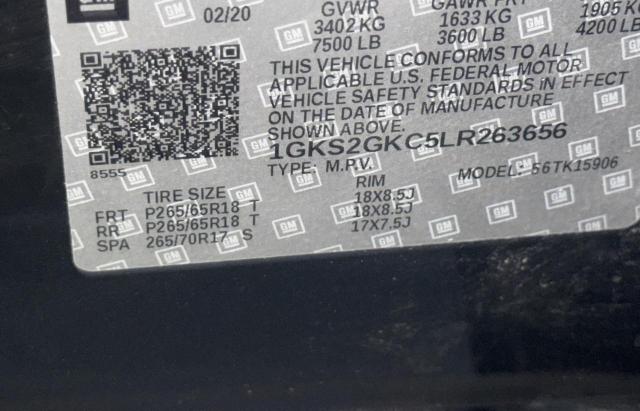 GM
02/20
GVWR GAWR FRT
3402 KG 1633 KG 1905 KG
7500 LB 3600 LB 4200 LB
THIS VEHICLE CONFORMS TO ALL
APPLICABLE U.S. FEDERAL MOTOR
VEHICLE SAFETY STANDARDS iN EFFECT
ON THE DATE OF MANUFACTURE
SHOWN ABOVE.
1GKS2GKC5LR263656
8555 TYPE: M.P.V. MODEL: S6TK15906
TIRE SIZE RIM
FRT P265/65R18 T 18X8.5J
RR P265/65R18 T 18X8.5J
SPA 265/70R17 S 17X7.5J